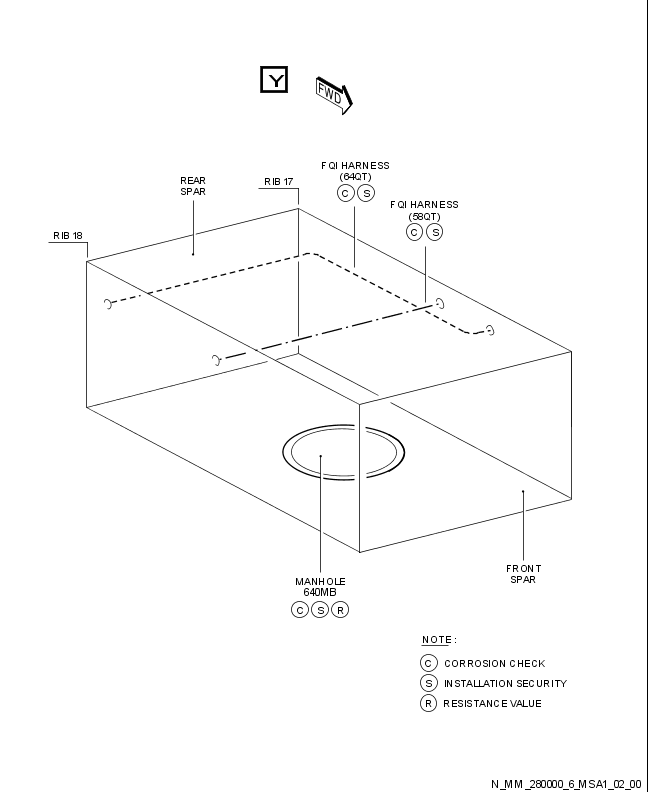 Y
FWD
FQI HARNESS
(64QT)
C S
REAR
SPAR
RIB 17
FQI HARNESS
(58QT)
C S
RIB 18
FRONT
SPAR
MANHOLE
640MB
C S R
NOTE :
C CORROSION CHECK
S INSTALLATION SECURITY
R RESISTANCE VALUE
N_MM_280000_6_MSA1_02_00